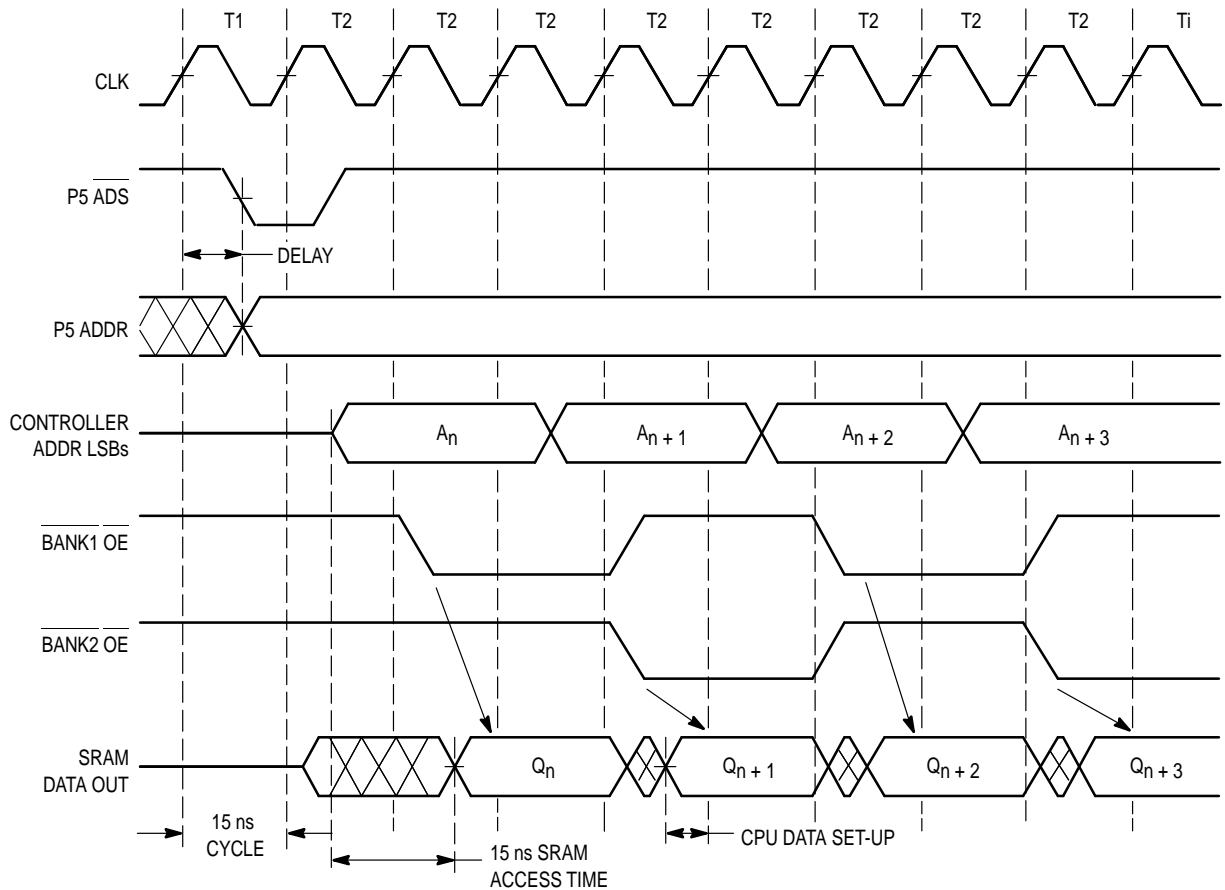 T1 T2 T2 T2 T2 T2 T2 T2 T2 Ti
CLK
P5 ADS
DELAY
P5 ADDR
CONTROLLER
ADDR LSBs
An An + 1 An + 2 An + 3
BANK1 OE
BANK2 OE
SRAM
DATA OUT
Qn Qn + 1 Qn + 2 Qn + 3
15 ns
CYCLE
15 ns SRAM
ACCESS TIME
CPU DATA SET-UP